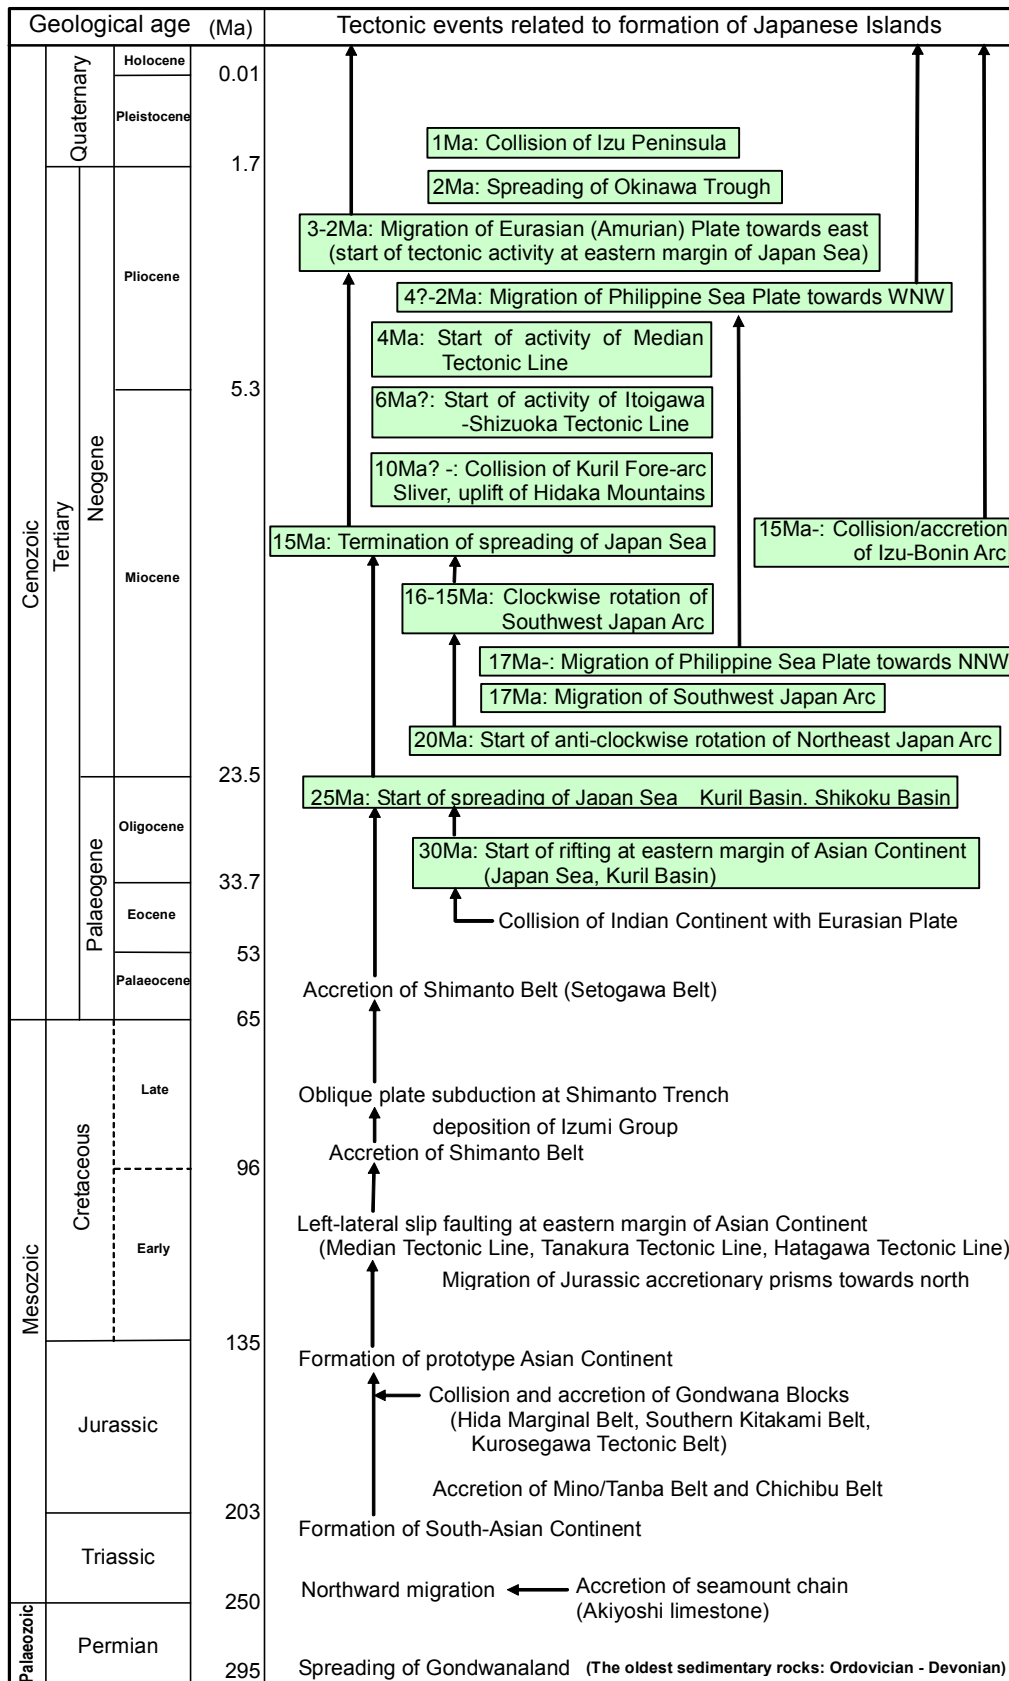 Geological age (Ma) Tectonic events related to formation of Japanese Islands
Cenozoic
Quaternary
Holocene
0.01
Pleistocene
1.7
1Ma: Collision of Izu Peninsula
2Ma: Spreading of Okinawa Trough
Tertiary
Neogene
Pliocene
3-2Ma: Migration of Eurasian (Amurian) Plate towards east
(start of tectonic activity at eastern margin of Japan Sea)
4?-2Ma: Migration of Philippine Sea Plate towards WNW
4Ma: Start of activity of Median
Tectonic Line
5.3
6Ma?: Start of activity of Itoigawa
-Shizuoka Tectonic Line
10Ma? -: Collision of Kuril Fore-arc
Sliver, uplift of Hidaka Mountains
Miocene
15Ma: Termination of spreading of Japan Sea
15Ma-: Collision/accretion
of Izu-Bonin Arc
16-15Ma: Clockwise rotation of
Southwest Japan Arc
17Ma-: Migration of Philippine Sea Plate towards NNW
17Ma: Migration of Southwest Japan Arc
20Ma: Start of anti-clockwise rotation of Northeast Japan Arc
23.5
Palaeogene
25Ma: Start of spreading of Japan Sea Kuril Basin, Shikoku Basin
Oligocene
30Ma: Start of rifting at eastern margin of Asian Continent
(Japan Sea, Kuril Basin)
33.7
Eocene
Collision of Indian Continent with Eurasian Plate
53
Palaeocene
Accretion of Shimanto Belt (Setogawa Belt)
65
Mesozoic
Cretaceous
Late
Oblique plate subduction at Shimanto Trench
deposition of Izumi Group
Accretion of Shimanto Belt
96
Early
Left-lateral slip faulting at eastern margin of Asian Continent
(Median Tectonic Line, Tanakura Tectonic Line, Hatagawa Tectonic Line)
Migration of Jurassic accretionary prisms towards north
135
Formation of prototype Asian Continent
Jurassic
Collision and accretion of Gondwana Blocks
(Hida Marginal Belt, Southern Kitakami Belt,
Kurosegawa Tectonic Belt)
Accretion of Mino/Tanba Belt and Chichibu Belt
203
Formation of South-Asian Continent
Triassic
Northward migration
Accretion of seamount chain
(Akiyoshi limestone)
250
Palaeozoic
Permian
295
Spreading of Gondwanaland (The oldest sedimentary rocks: Ordovician - Devonian)